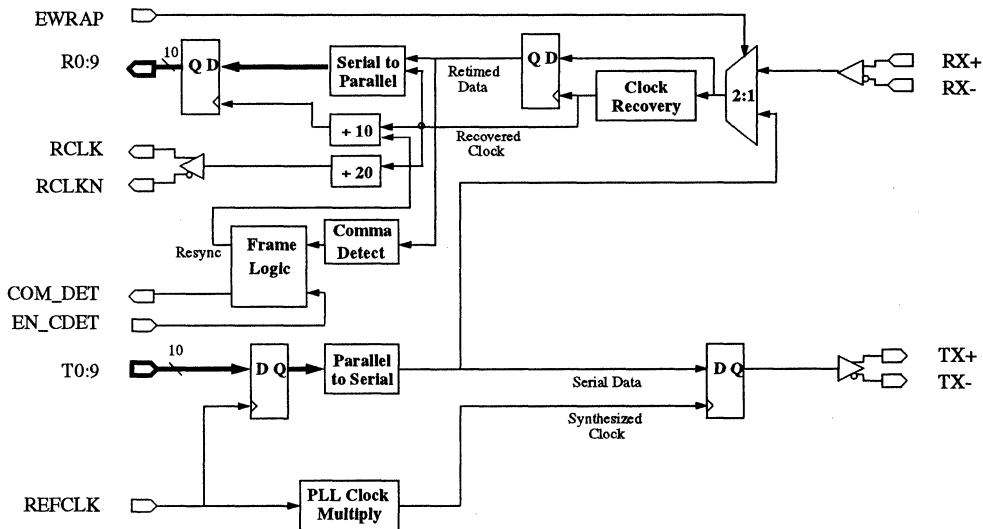 EWRAP
R0:9
10
Q D
Serial to
Parallel
Retimed
Data
Q D
Clock
Recovery
2:1
RX+
RX-
÷ 10
Recovered
Clock
RCLK
÷ 20
RCLKN
Resync
Frame
Logic
Comma
Detect
COM_DET
EN_CDET
T0:9
10
D Q
Parallel
to Serial
Serial Data
D Q
TX+
TX-
Synthesized
Clock
REFCLK
PLL Clock
Multiply